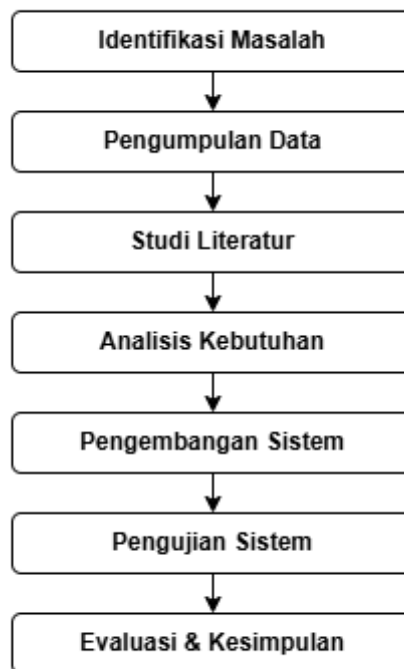 Identifikasi Masalah
Pengumpulan Data
Studi Literatur
Analisis Kebutuhan
Pengembangan Sistem
Pengujian Sistem
Evaluasi & Kesimpulan